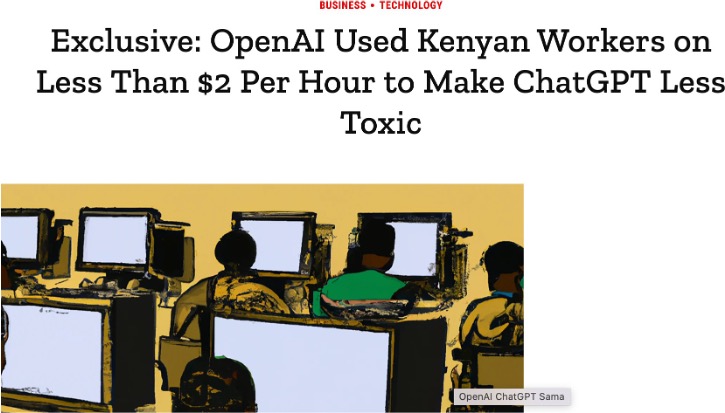 BUSINESS • TECHNOLOGY
Exclusive: OpenAI Used Kenyan Workers on
Less Than $2 Per Hour to Make ChatGPT Less
Toxic
OpenAI ChatGPT Sama